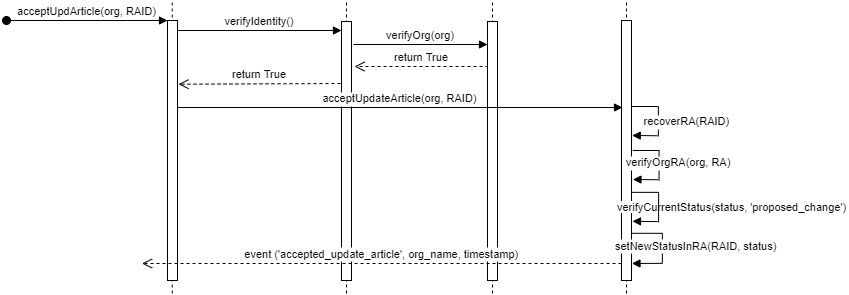 acceptUpdArticle(org, RAID)
verifyIdentity()
verifyOrg(org)
return True
return True
acceptUpdateArticle(org, RAID)
recoverRA(RAID)
verifyOrgRA(org, RA)
verifyCurrentStatus(status, 'proposed_change')
setNewStatusInRA(RAID, status)
event ('accepted_update_article', org_name, timestamp)